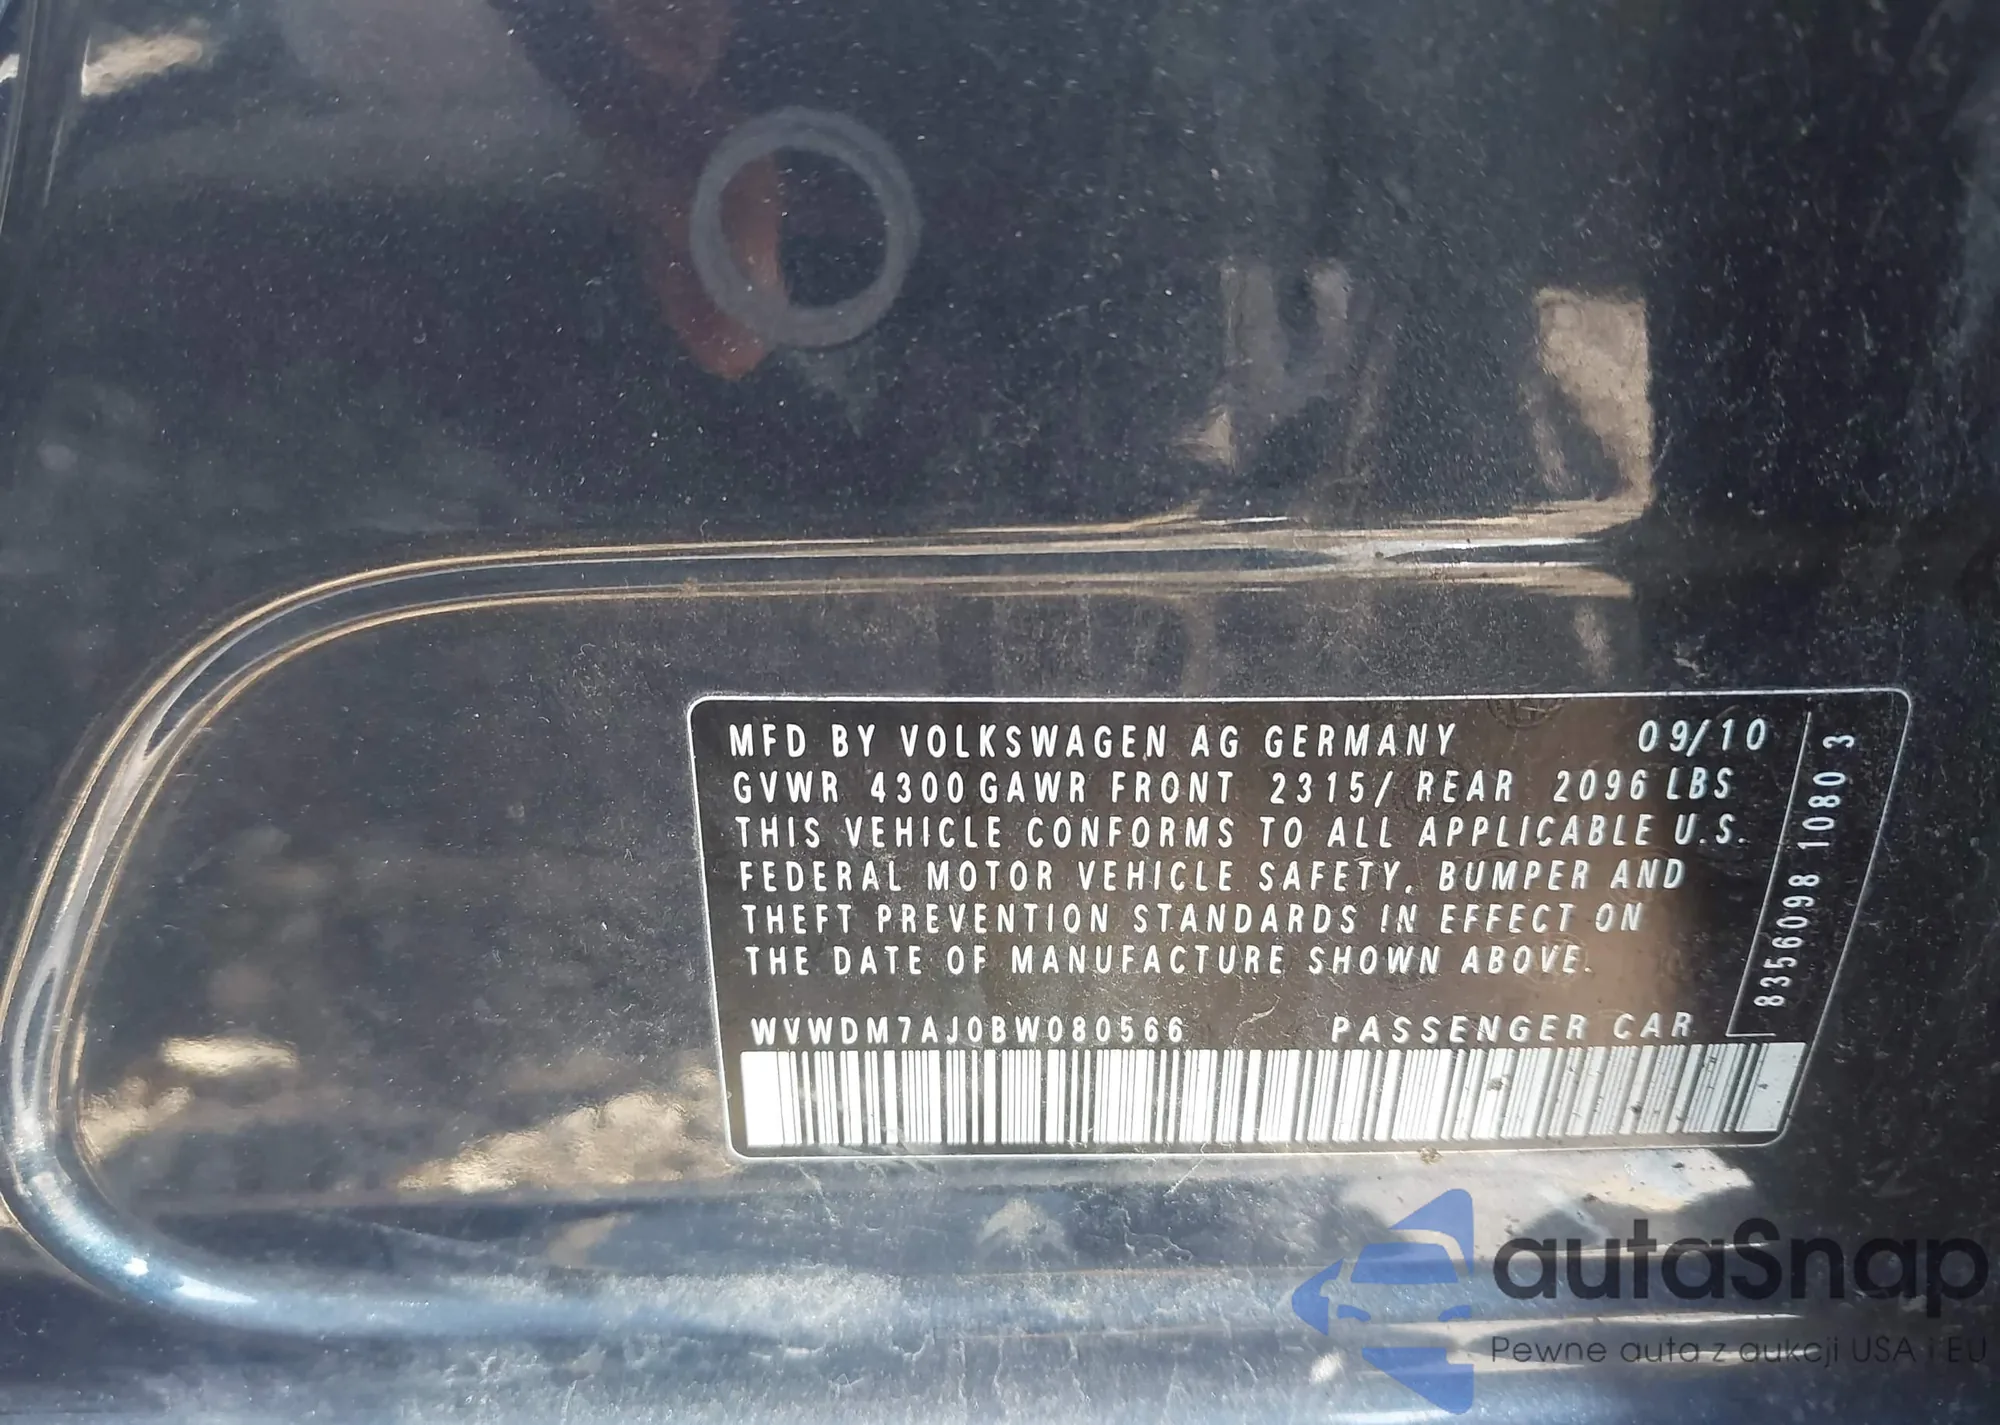 MFD BY VOLKSWAGEN AG GERMANY 09/10
GVWR 4300 GAWR FRONT 2315/ REAR 2096 LBS
THIS VEHICLE CONFORMS TO ALL APPLICABLE U.S.
FEDERAL MOTOR VEHICLE SAFETY, BUMPER AND
THEFT PREVENTION STANDARDS IN EFFECT ON
THE DATE OF MANUFACTURE SHOWN ABOVE.
WVWDM7AJ0BW080566 PASSENGER CAR
8356098 1080 3
autaSnap
Pewne auta z aukcji USA i EU